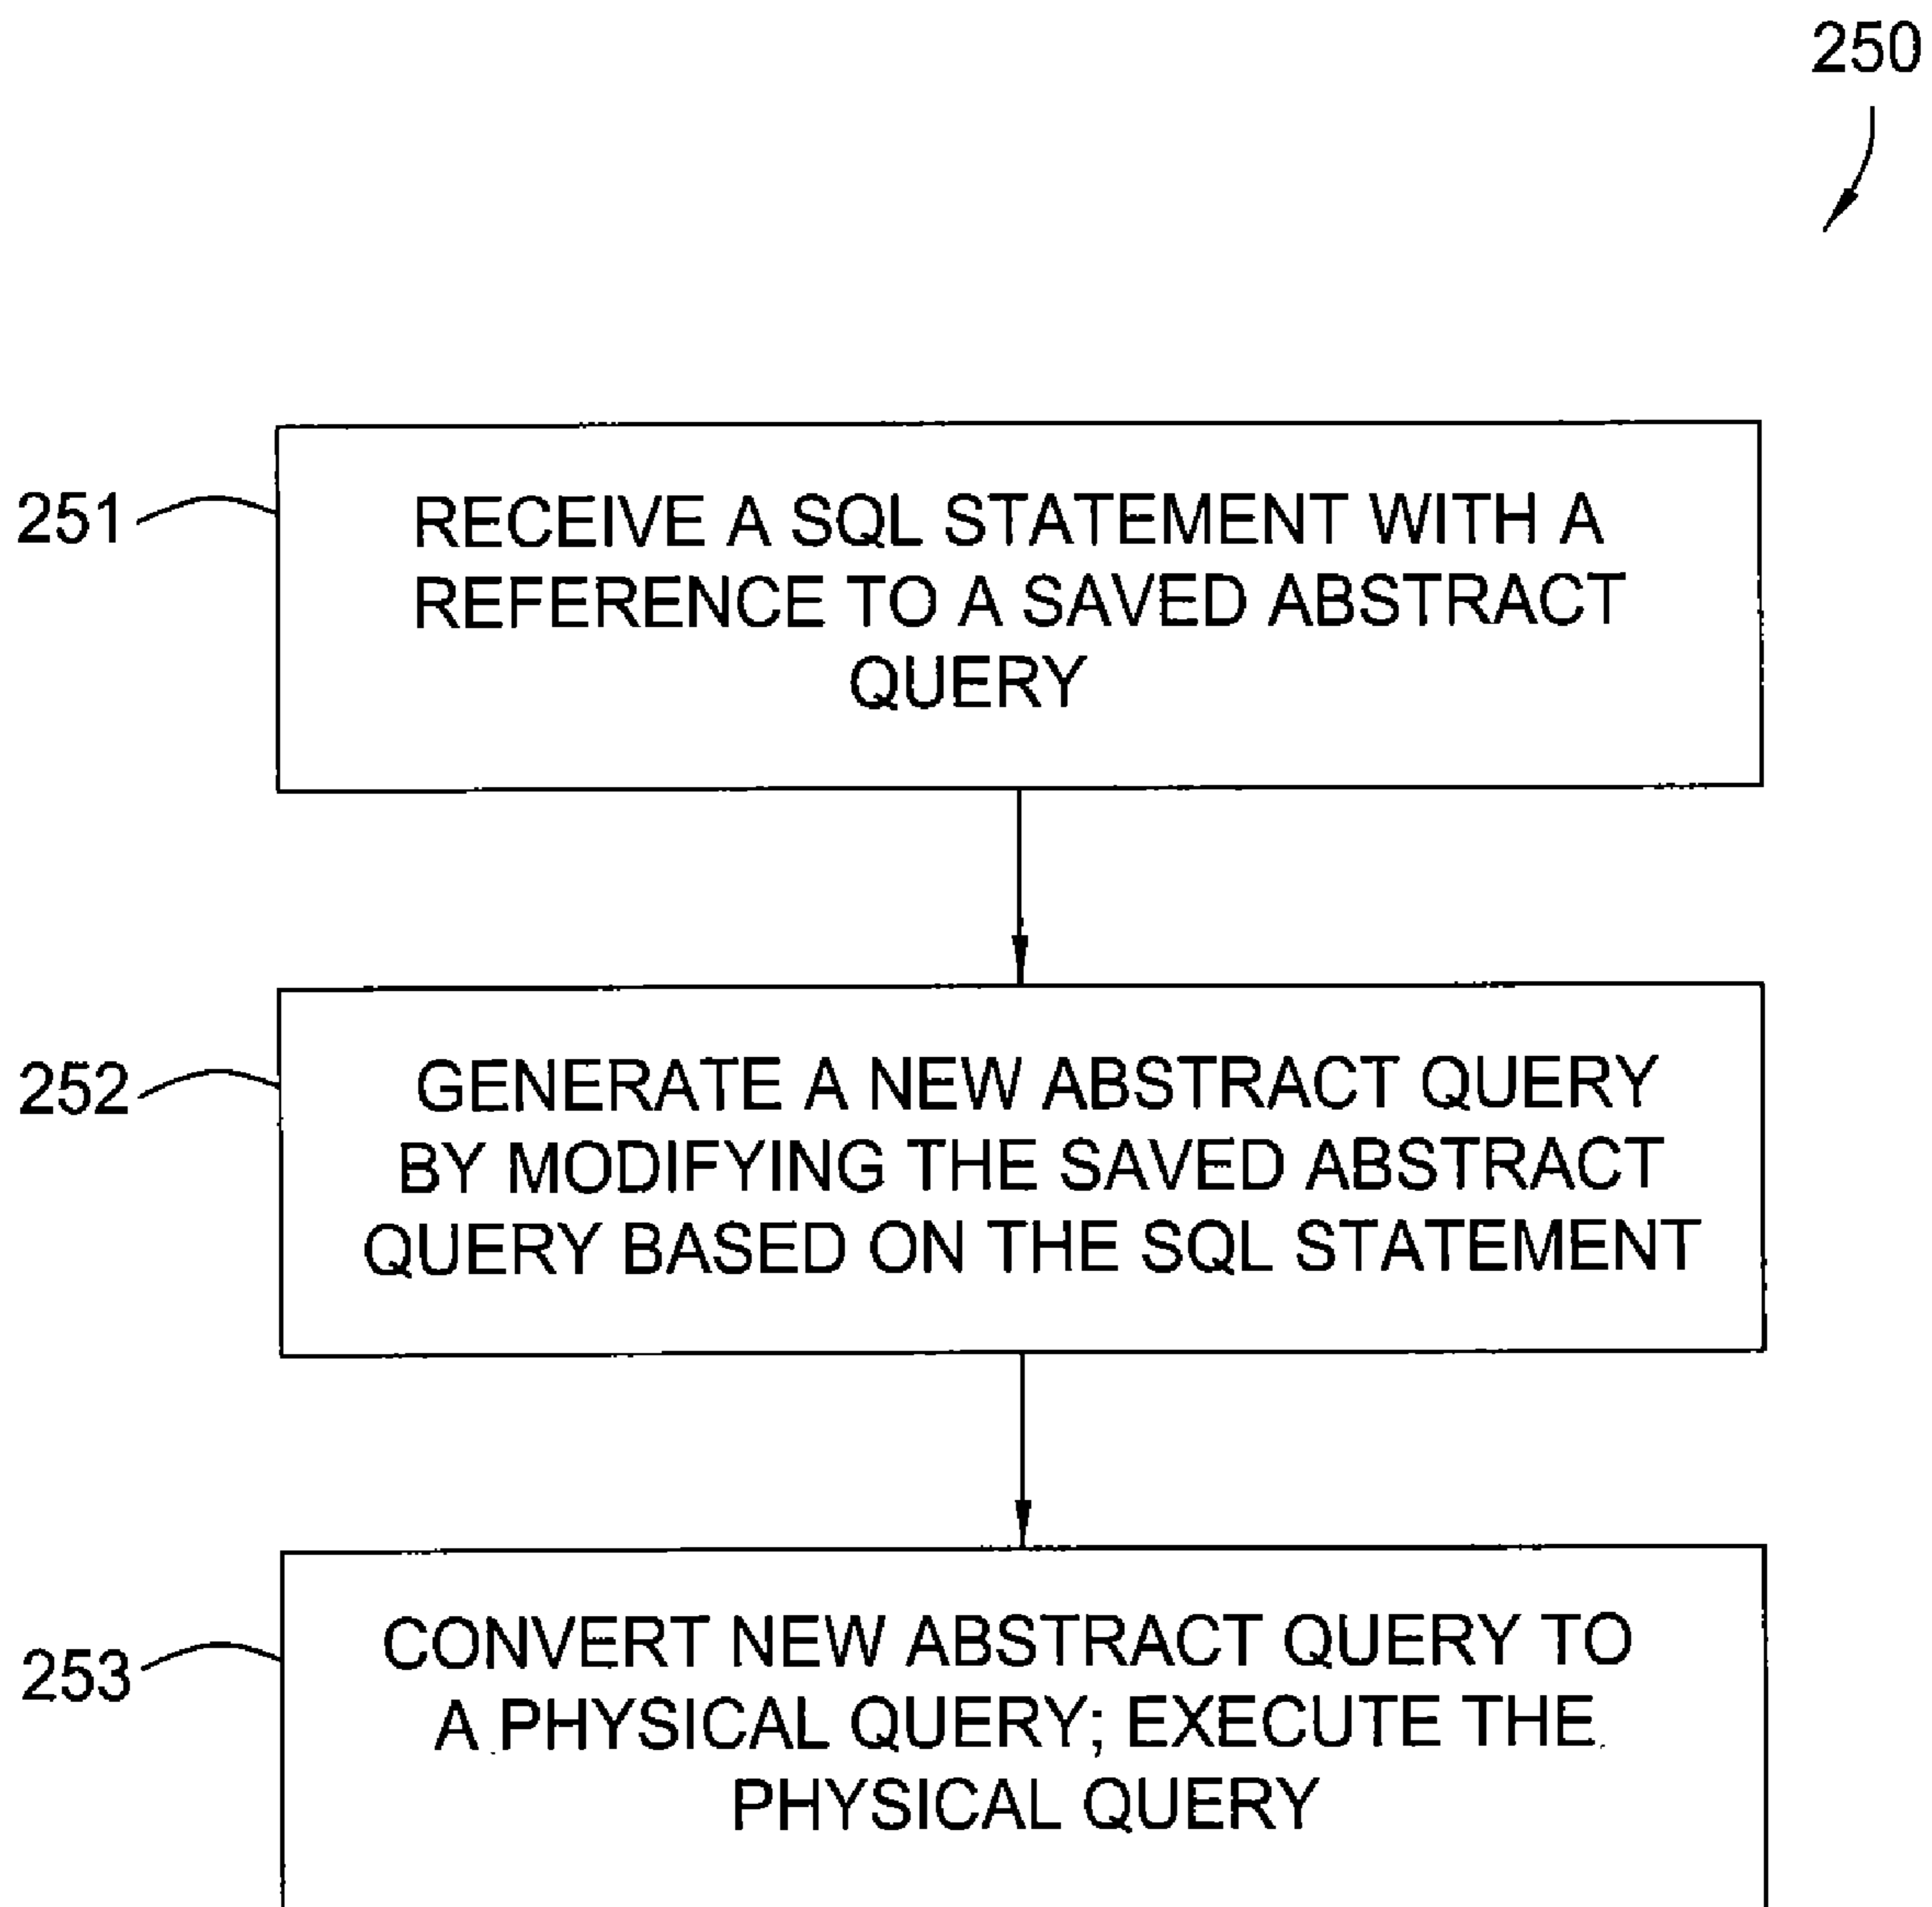 250
251
RECEIVE A SQL STATEMENT WITH A
REFERENCE TO A SAVED ABSTRACT
QUERY
252
GENERATE A NEW ABSTRACT QUERY
BY MODIFYING THE SAVED ABSTRACT
QUERY BASED ON THE SQL STATEMENT
253
CONVERT NEW ABSTRACT QUERY TO
A PHYSICAL QUERY; EXECUTE THE
PHYSICAL QUERY